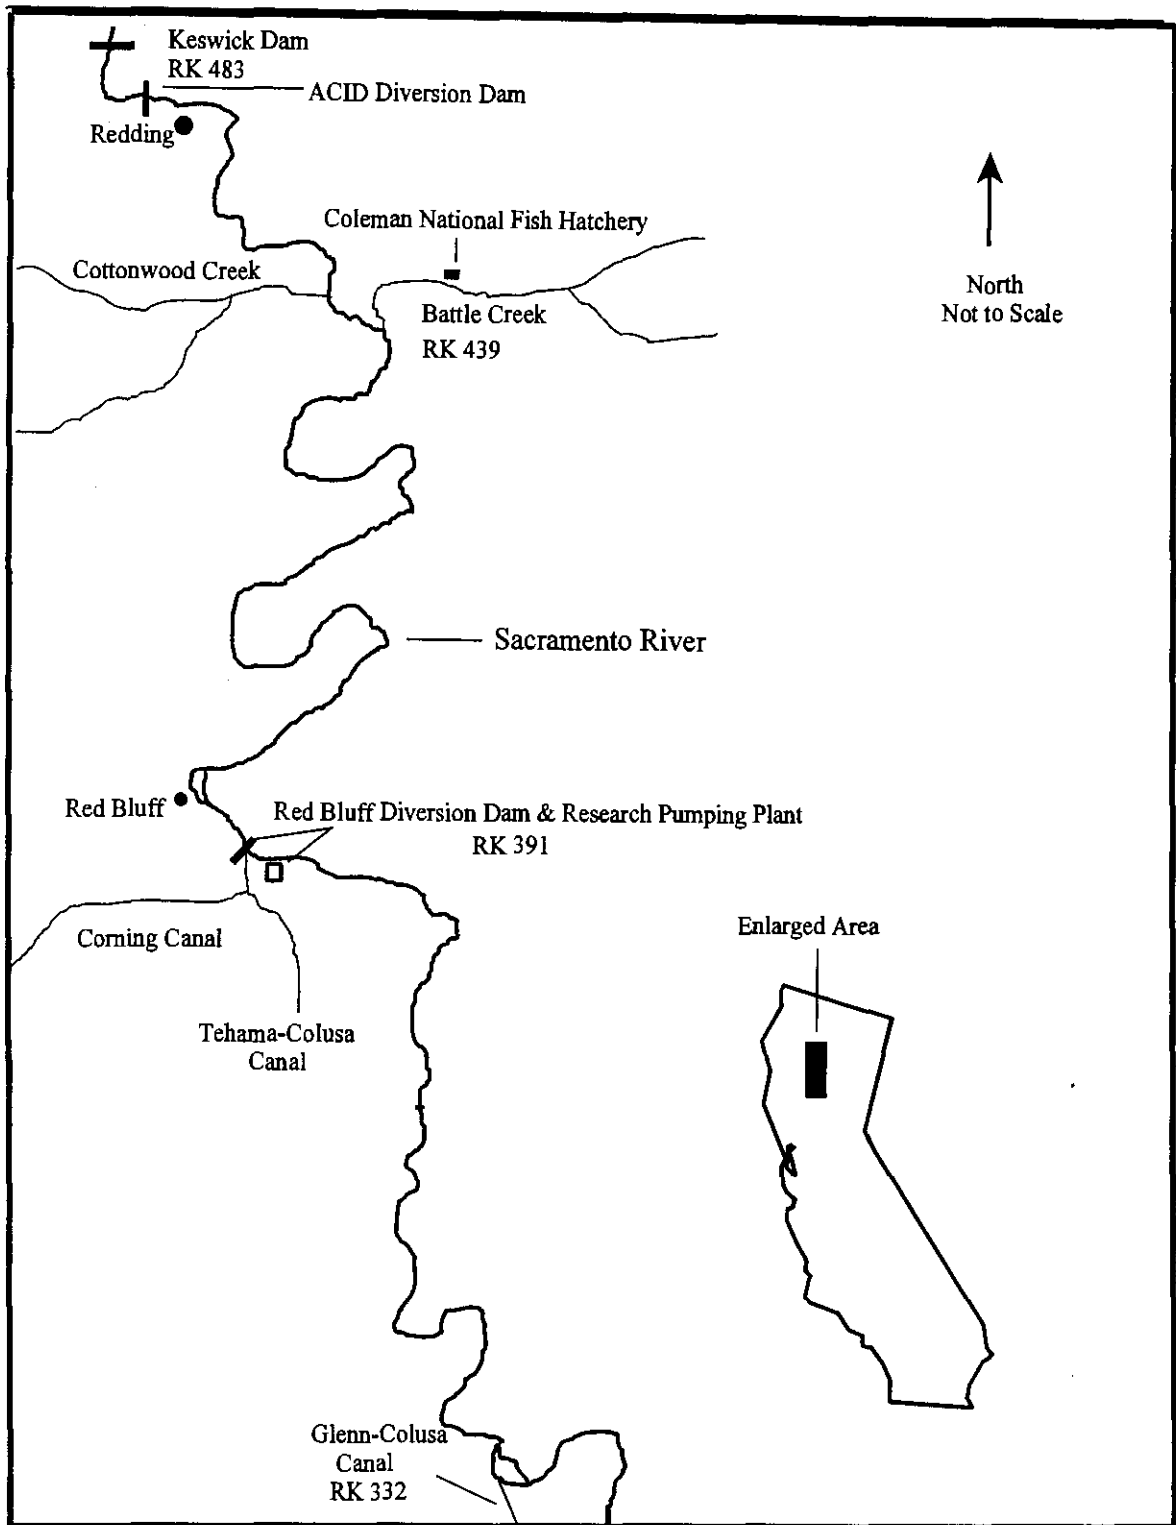 Keswick Dam
RK 483
ACID Diversion Dam
Redding
Coleman National Fish Hatchery
Cottonwood Creek
North
Not to Scale
Battle Creek
RK 439
Sacramento River
Red Bluff
Red Bluff Diversion Dam & Research Pumping Plant
RK 391
Corning Canal
Enlarged Area
Tehama-Colusa
Canal
Glenn-Colusa
Canal
RK 332